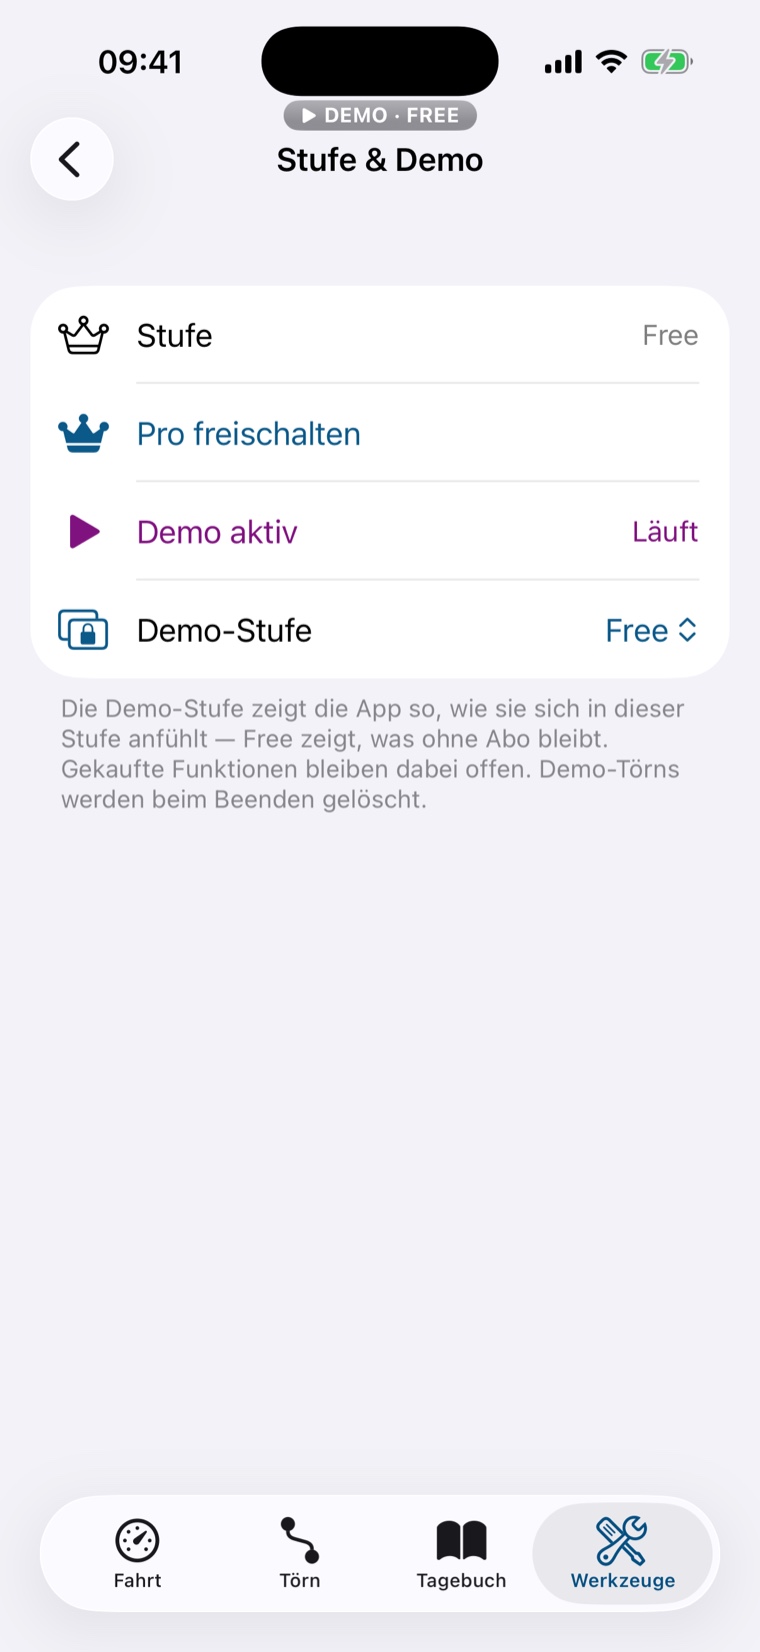 09:41
DEMO · FREE
Stufe & Demo
Stufe Free
Pro freischalten
Demo aktiv Läuft
Demo-Stufe Free
Die Demo-Stufe zeigt die App so, wie sie sich in dieser
Stufe anfühlt — Free zeigt, was ohne Abo bleibt.
Gekaufte Funktionen bleiben dabei offen. Demo-Törns
werden beim Beenden gelöscht.
Fahrt Törn Tagebuch Werkzeuge